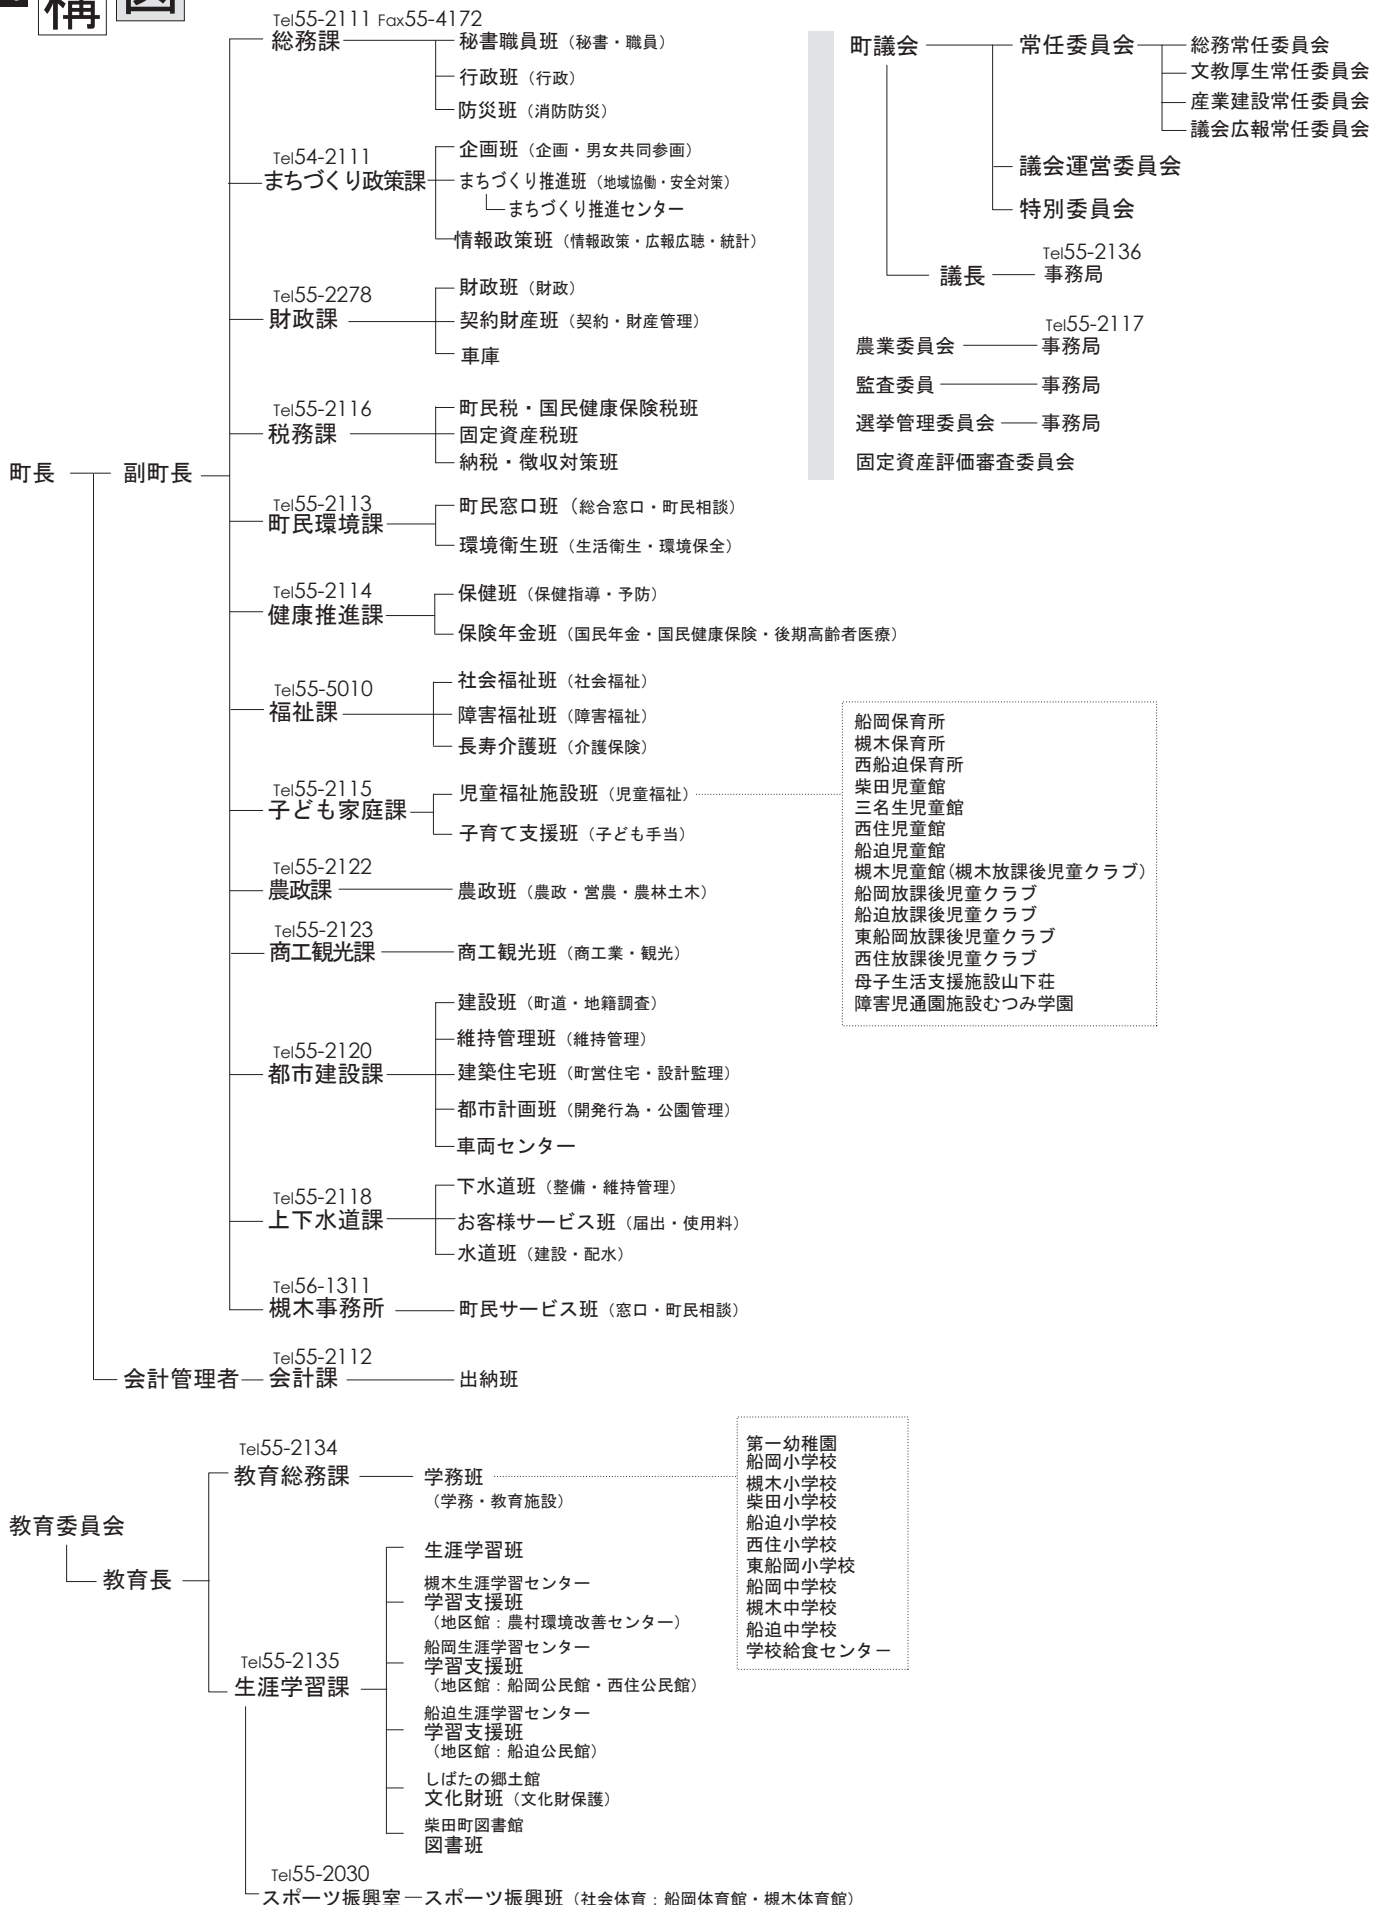 構図
Tel55-2111 Fax55-4172
総務課
秘書職員班（秘書・職員）
行政班（行政）
防災班（消防防災）
Tel54-2111
まちづくり政策課
企画班（企画・男女共同参画）
まちづくり推進班（地域協働・安全対策）
まちづくり推進センター
情報政策班（情報政策・広報広聴・統計）
Tel55-2278
財政課
財政班（財政）
契約財産班（契約・財産管理）
車庫
Tel55-2116
税務課
町民税・国民健康保険税班
固定資産税班
納税・徴収対策班
町長
副町長
Tel55-2113
町民環境課
町民窓口班（総合窓口・町民相談）
環境衛生班（生活衛生・環境保全）
Tel55-2114
健康推進課
保健班（保健指導・予防）
保険年金班（国民年金・国民健康保険・後期高齢者医療）
Tel55-5010
福祉課
社会福祉班（社会福祉）
障害福祉班（障害福祉）
長寿介護班（介護保険）
Tel55-2115
子ども家庭課
児童福祉施設班（児童福祉）
子育て支援班（子ども手当）
Tel55-2122
農政課
農政班（農政・営農・農林土木）
Tel55-2123
商工観光課
商工観光班（商工業・観光）
Tel55-2120
都市建設課
建設班（町道・地籍調査）
維持管理班（維持管理）
建築住宅班（町営住宅・設計監理）
都市計画班（開発行為・公園管理）
車両センター
Tel55-2118
上下水道課
下水道班（整備・維持管理）
お客様サービス班（届出・使用料）
水道班（建設・配水）
Tel56-1311
槻木事務所
町民サービス班（窓口・町民相談）
会計管理者
Tel55-2112
会計課
出納班
町議会
常任委員会
総務常任委員会
文教厚生常任委員会
産業建設常任委員会
議会広報常任委員会
議会運営委員会
特別委員会
議長
Tel55-2136
事務局
Tel55-2117
農業委員会
事務局
監査委員
事務局
選挙管理委員会
事務局
固定資産評価審査委員会
船岡保育所
槻木保育所
西船迫保育所
柴田児童館
三名生児童館
西住児童館
船迫児童館
槻木児童館（槻木放課後児童クラブ）
船岡放課後児童クラブ
船迫放課後児童クラブ
東船岡放課後児童クラブ
西住放課後児童クラブ
母子生活支援施設山下荘
障害児通園施設むつみ学園
教育委員会
教育長
Tel55-2134
教育総務課
学務班
（学務・教育施設）
第一幼稚園
船岡小学校
槻木小学校
柴田小学校
船迫小学校
西住小学校
東船岡小学校
船岡中学校
槻木中学校
船迫中学校
学校給食センター
Tel55-2135
生涯学習課
生涯学習班
槻木生涯学習センター
学習支援班
（地区館：農村環境改善センター）
船岡生涯学習センター
学習支援班
（地区館：船岡公民館・西住公民館）
船迫生涯学習センター
学習支援班
（地区館：船迫公民館）
しばたの郷土館
文化財班（文化財保護）
柴田町図書館
図書班
Tel55-2030
スポーツ振興室
スポーツ振興班（社会体育：船岡体育館・槻木体育館）